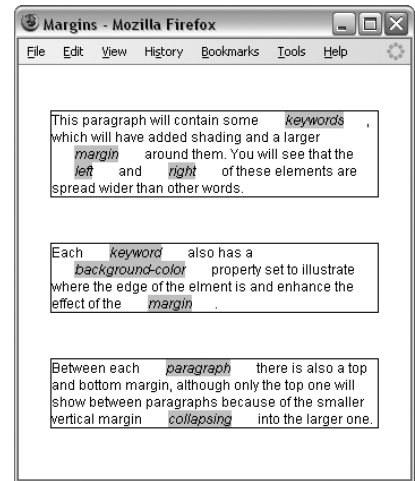 Margins - Mozilla Firefox
File Edit View History Bookmarks Tools Help
This paragraph will contain some keywords ,
which will have added shading and a larger
margin around them. You will see that the
left and right of these elements are
spread wider than other words.
Each keyword also has a
background-color property set to illustrate
where the edge of the elment is and enhance the
effect of the margin .
Between each paragraph there is also a top
and bottom margin, although only the top one will
show between paragraphs because of the smaller
vertical margin collapsing into the larger one.